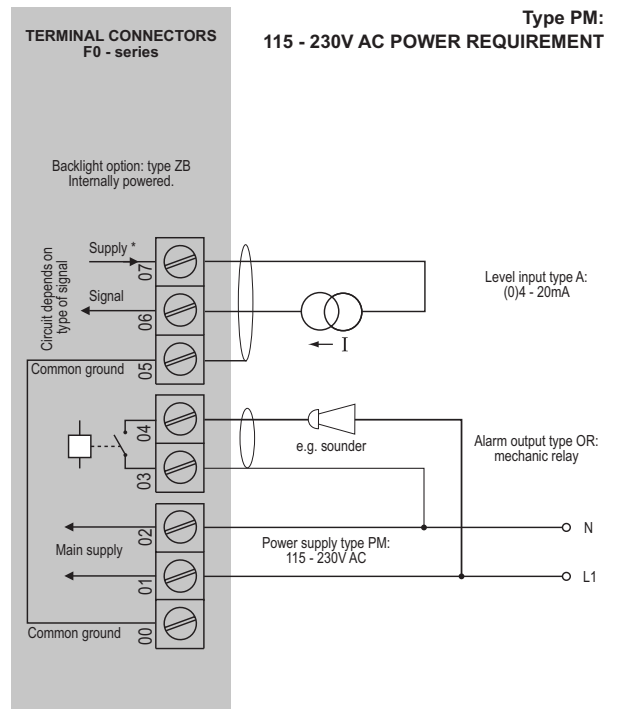 Type PM:
115 - 230V AC POWER REQUIREMENT
TERMINAL CONNECTORS
F0 - series
Backlight option: type ZB
Internally powered.
Circuit depends on
type of signal
Supply *
07
Signal
06
Common ground
05
Level input type A:
(0)4 - 20mA
I
04
03
e.g. sounder
Alarm output type OR:
mechanic relay
02
Main supply
01
Power supply type PM:
115 - 230V AC
N
L1
Common ground
00